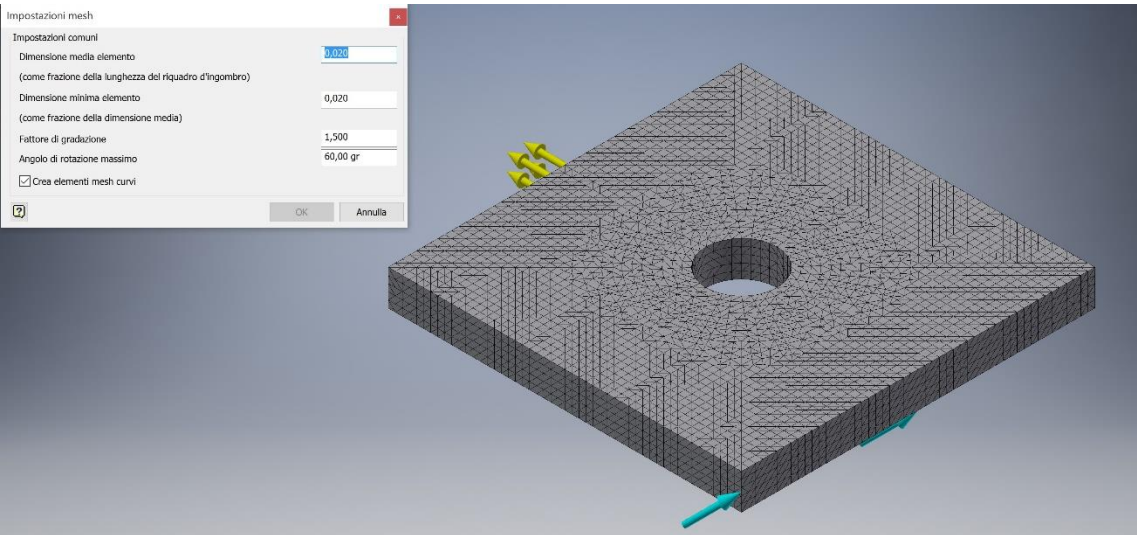 Impostazioni mesh
Impostazioni comuni
Dimensione media elemento 0,020
(come frazione della lunghezza del riquadro d'ingombro)
Dimensione minima elemento 0,020
(come frazione della dimensione media)
Fattore di gradazione 1,500
Angolo di rotazione massimo 60,00 gr
Crea elementi mesh curvi
OK Annulla